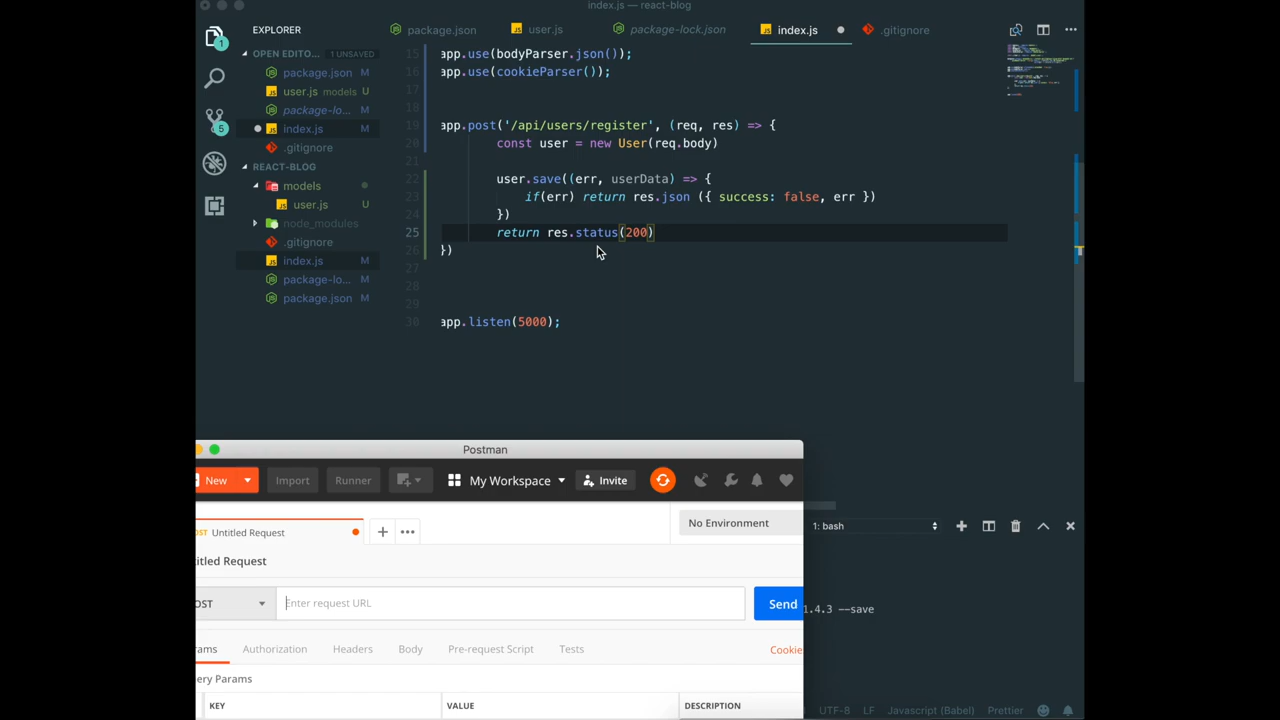 index.js — react-blog
EXPLORER
package.json
user.js
package-lock.json
index.js
.gitignore
1
OPEN EDITO... 1 UNSAVED
package.json M
user.js models U
package-lo... M
index.js M
.gitignore
5
REACT-BLOG
models
user.js U
node_modules
.gitignore
index.js M
package-lo... M
package.json M
15 app.use(bodyParser.json());
16 app.use(cookieParser());
17
18
19 app.post('/api/users/register', (req, res) => {
20 const user = new User(req.body)
21
22 user.save((err, userData) => {
23 if(err) return res.json ({ success: false, err })
24 })
25 return res.status(200)
26 })
27
28
29
30 app.listen(5000);
Postman
New
Import
Runner
My Workspace
Invite
OST Untitled Request
No Environment
titled Request
OST
Enter request URL
Send
rams
Authorization
Headers
Body
Pre-request Script
Tests
Cookie
ery Params
KEY
VALUE
DESCRIPTION
1: bash
1.4.3 --save
UTF-8
LF
Javascript (Babel)
Prettier